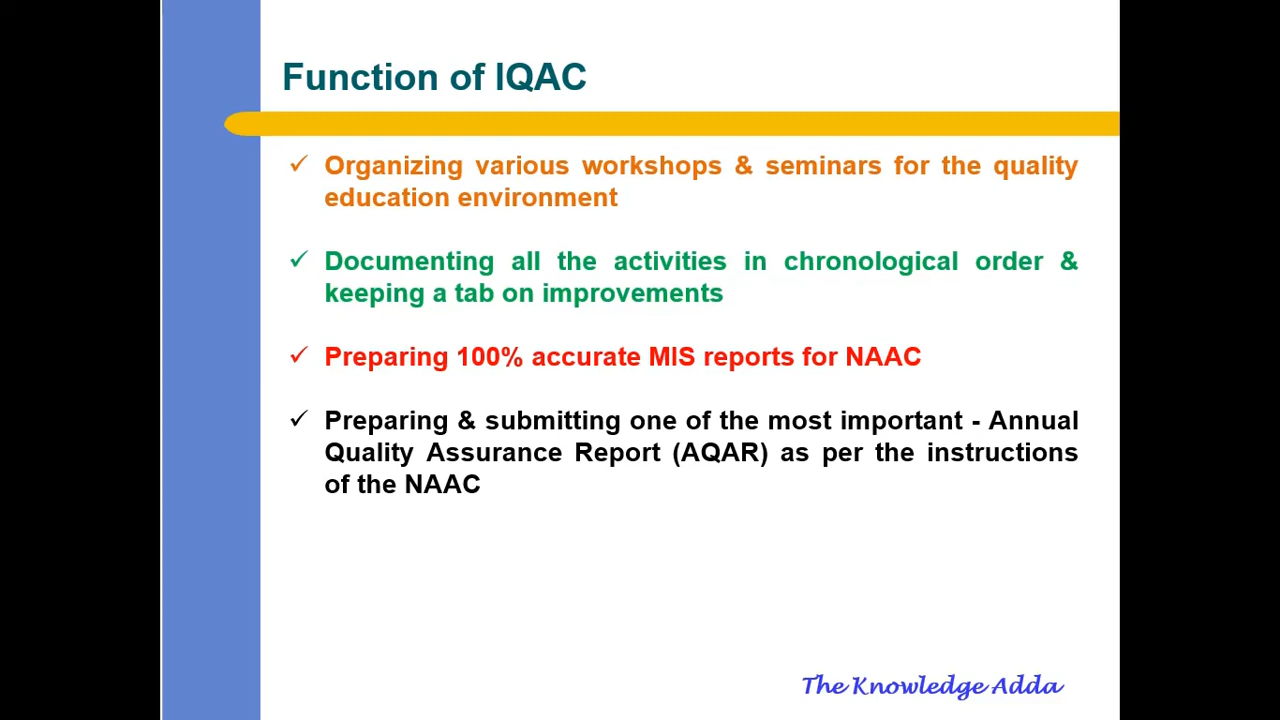 Function of IQAC
✓ Organizing various workshops & seminars for the quality
education environment
✓ Documenting all the activities in chronological order &
keeping a tab on improvements
✓ Preparing 100% accurate MIS reports for NAAC
✓ Preparing & submitting one of the most important - Annual
Quality Assurance Report (AQAR) as per the instructions
of the NAAC
The Knowledge Adda